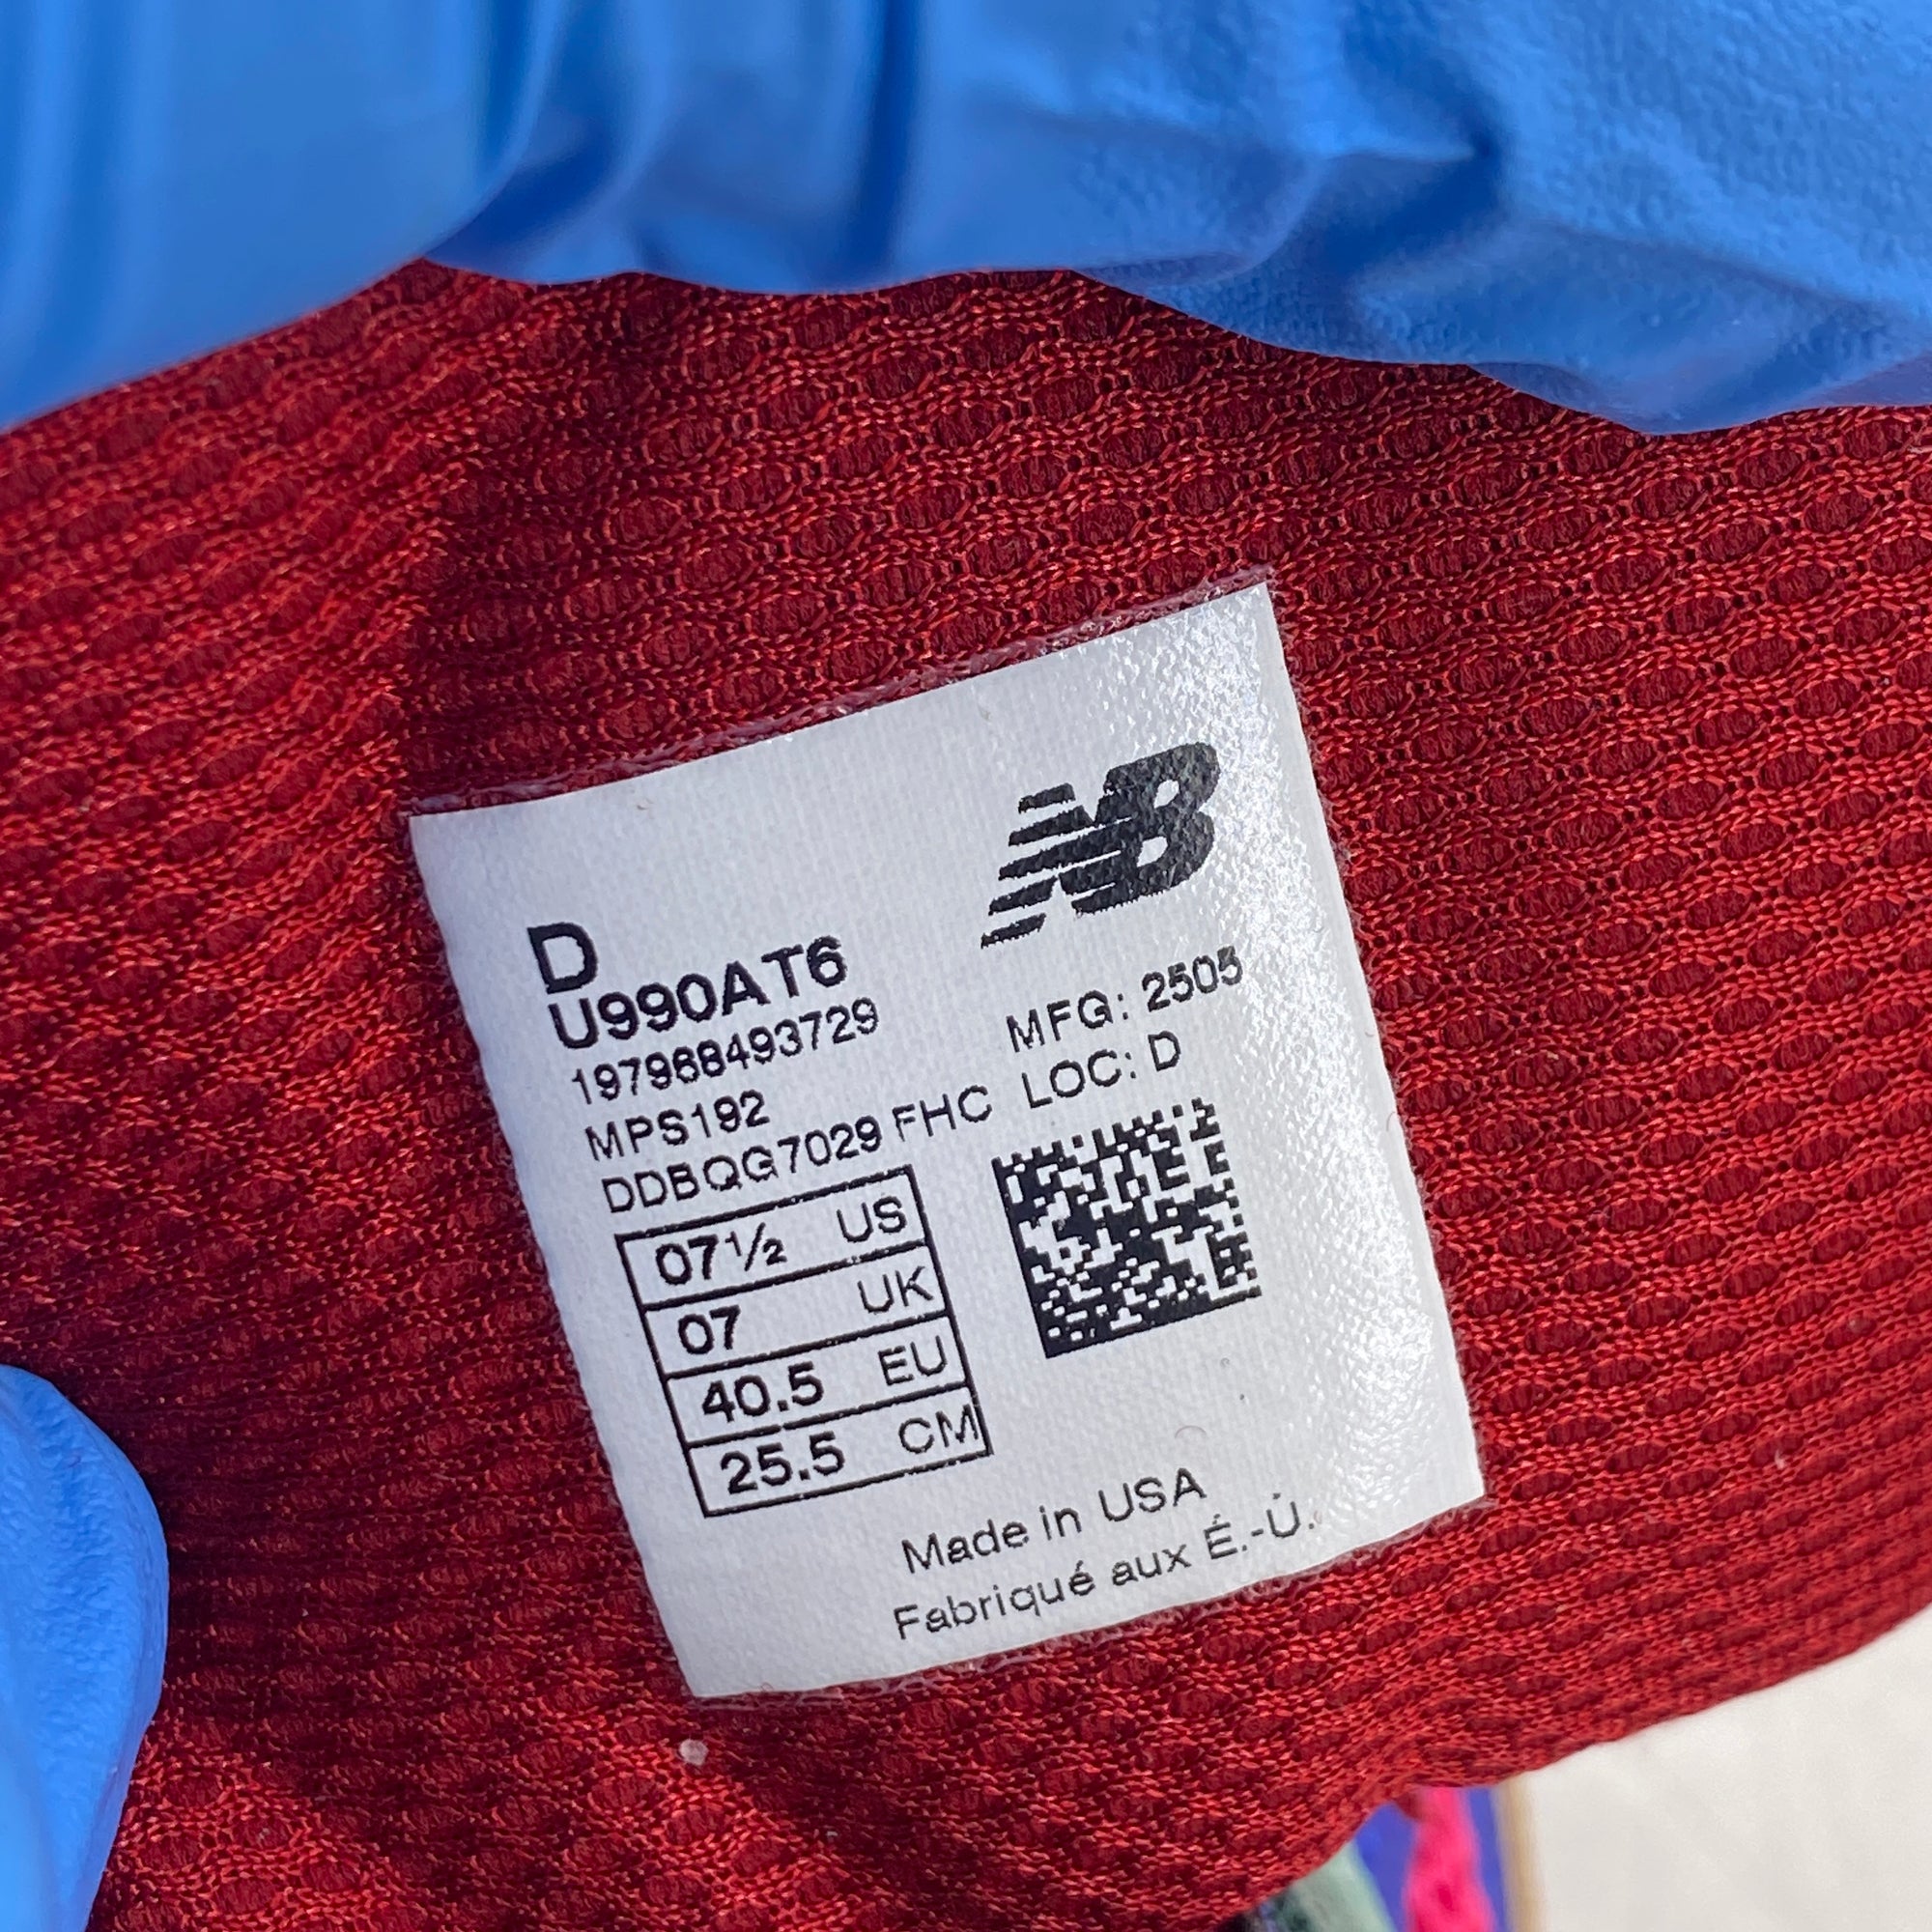 NB
D
U990AT6
197968493729
MPS192
DDBQG7029 FHC
MFG: 2505
LOC: D
07½ US
07 UK
40.5 EU
25.5 CM
Made in USA
Fabriqué aux É.-U.